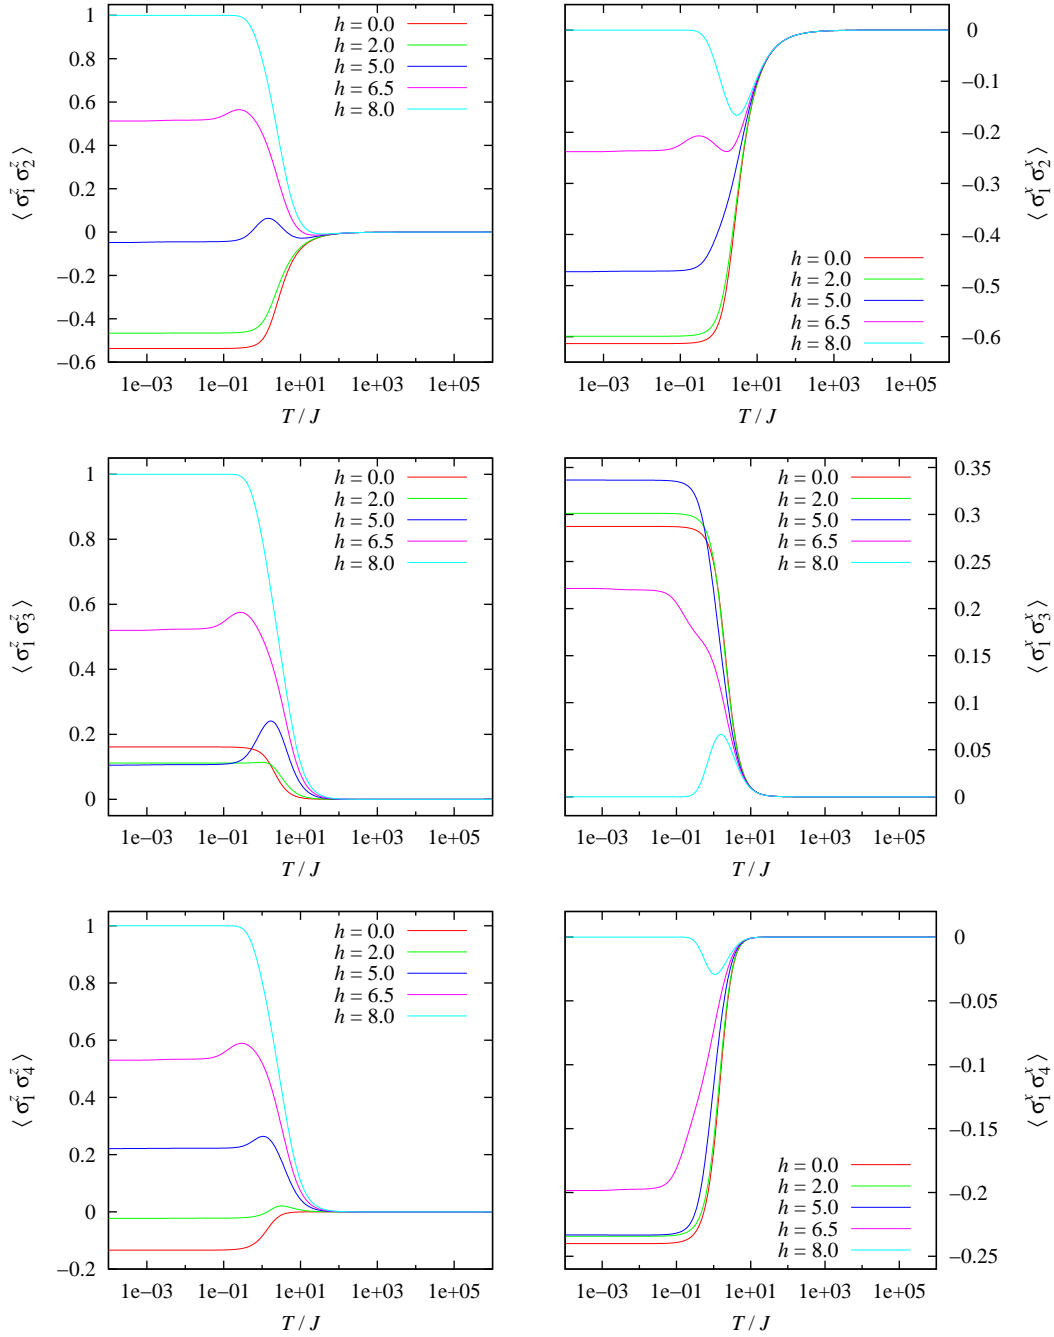 1
0.8
0.6
0.4
0.2
0
−0.2
−0.4
−0.6
1e−03 1e−01 1e+01 1e+03 1e+05
T / J
⟨ σ₁ᶻ σ₂ᶻ ⟩
h = 0.0
h = 2.0
h = 5.0
h = 6.5
h = 8.0
0
−0.1
−0.2
−0.3
−0.4
−0.5
−0.6
1e−03 1e−01 1e+01 1e+03 1e+05
T / J
⟨ σ₁ˣ σ₂ˣ ⟩
h = 0.0
h = 2.0
h = 5.0
h = 6.5
h = 8.0
1
0.8
0.6
0.4
0.2
0
1e−03 1e−01 1e+01 1e+03 1e+05
T / J
⟨ σ₁ᶻ σ₃ᶻ ⟩
h = 0.0
h = 2.0
h = 5.0
h = 6.5
h = 8.0
0.35
0.3
0.25
0.2
0.15
0.1
0.05
0
1e−03 1e−01 1e+01 1e+03 1e+05
T / J
⟨ σ₁ˣ σ₃ˣ ⟩
h = 0.0
h = 2.0
h = 5.0
h = 6.5
h = 8.0
1
0.8
0.6
0.4
0.2
0
−0.2
1e−03 1e−01 1e+01 1e+03 1e+05
T / J
⟨ σ₁ᶻ σ₄ᶻ ⟩
h = 0.0
h = 2.0
h = 5.0
h = 6.5
h = 8.0
0
−0.05
−0.1
−0.15
−0.2
−0.25
1e−03 1e−01 1e+01 1e+03 1e+05
T / J
⟨ σ₁ˣ σ₄ˣ ⟩
h = 0.0
h = 2.0
h = 5.0
h = 6.5
h = 8.0